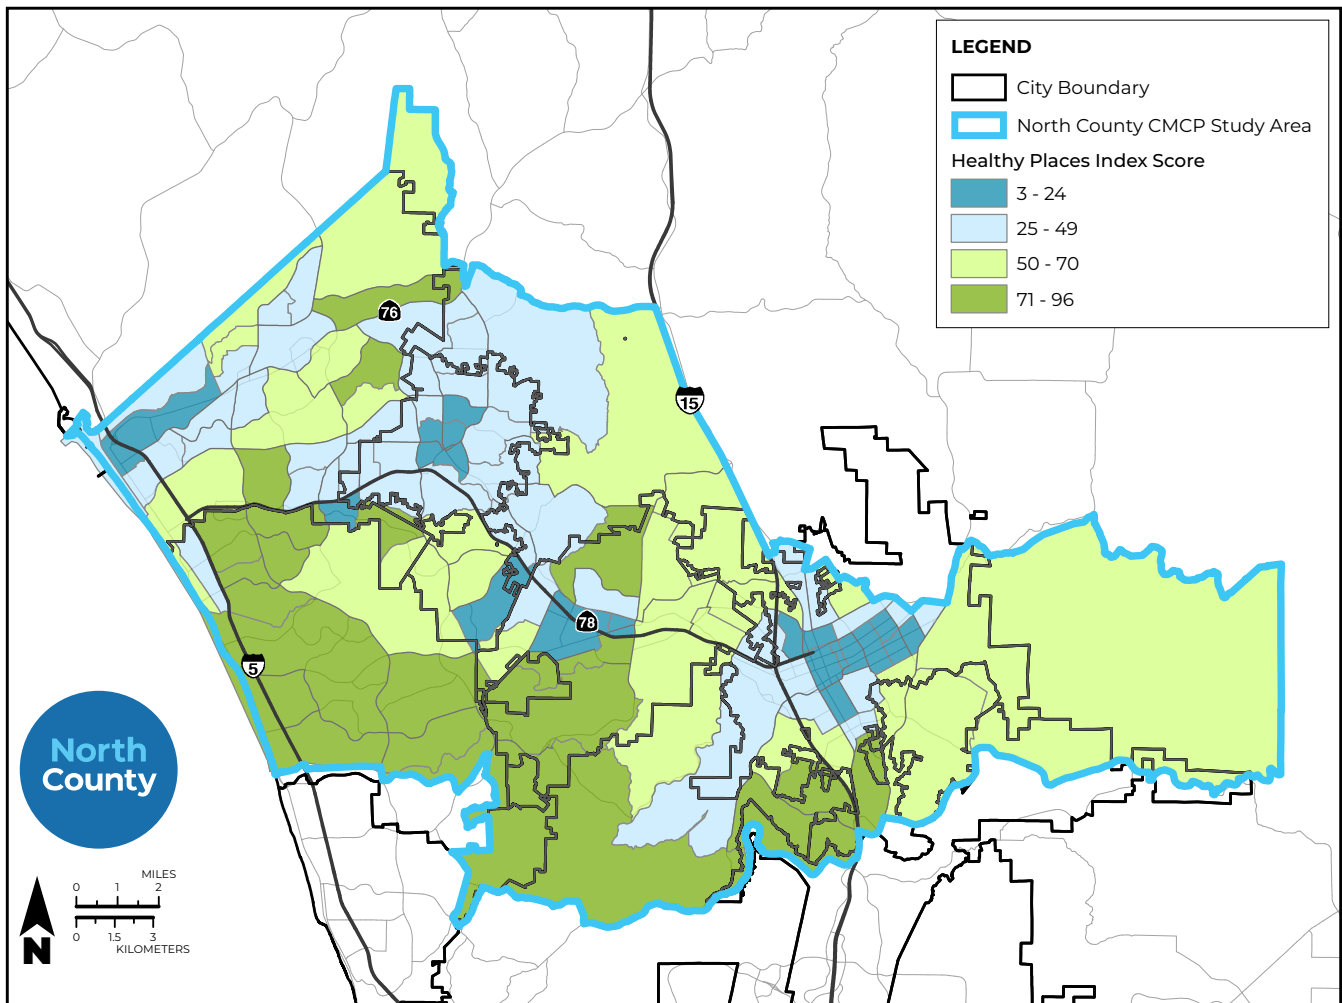 LEGEND
City Boundary
North County CMCP Study Area
Healthy Places Index Score
3 - 24
25 - 49
50 - 70
71 - 96
76
15
78
5
North
County
MILES
0 1 2
0 1.5 3
KILOMETERS
N